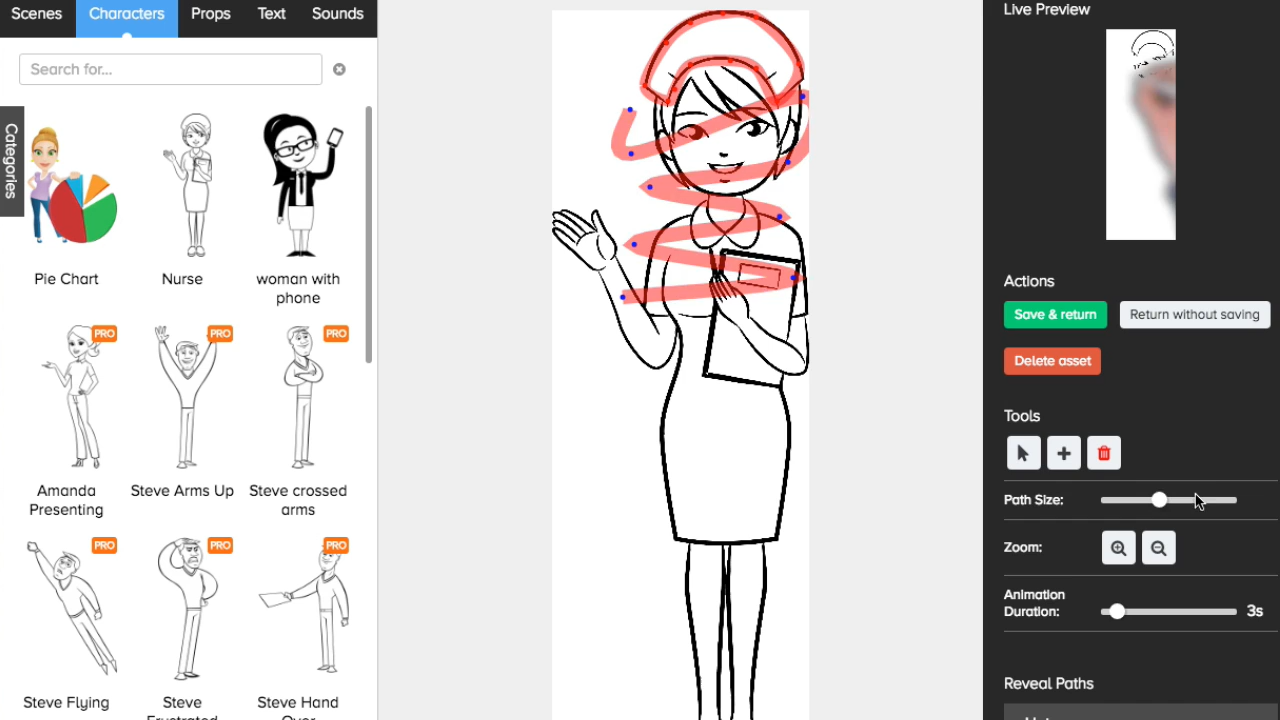 Scenes
Characters
Props
Text
Sounds
Search for...
Categories
Pie Chart
Nurse
woman with
phone
PRO
PRO
PRO
Amanda
Presenting
Steve Arms Up
Steve crossed
arms
PRO
PRO
PRO
Steve Flying
Steve
Frustrated
Steve Hand
Over
Live Preview
Actions
Save & return
Return without saving
Delete asset
Tools
Path Size:
Zoom:
Animation
Duration:
3s
Reveal Paths